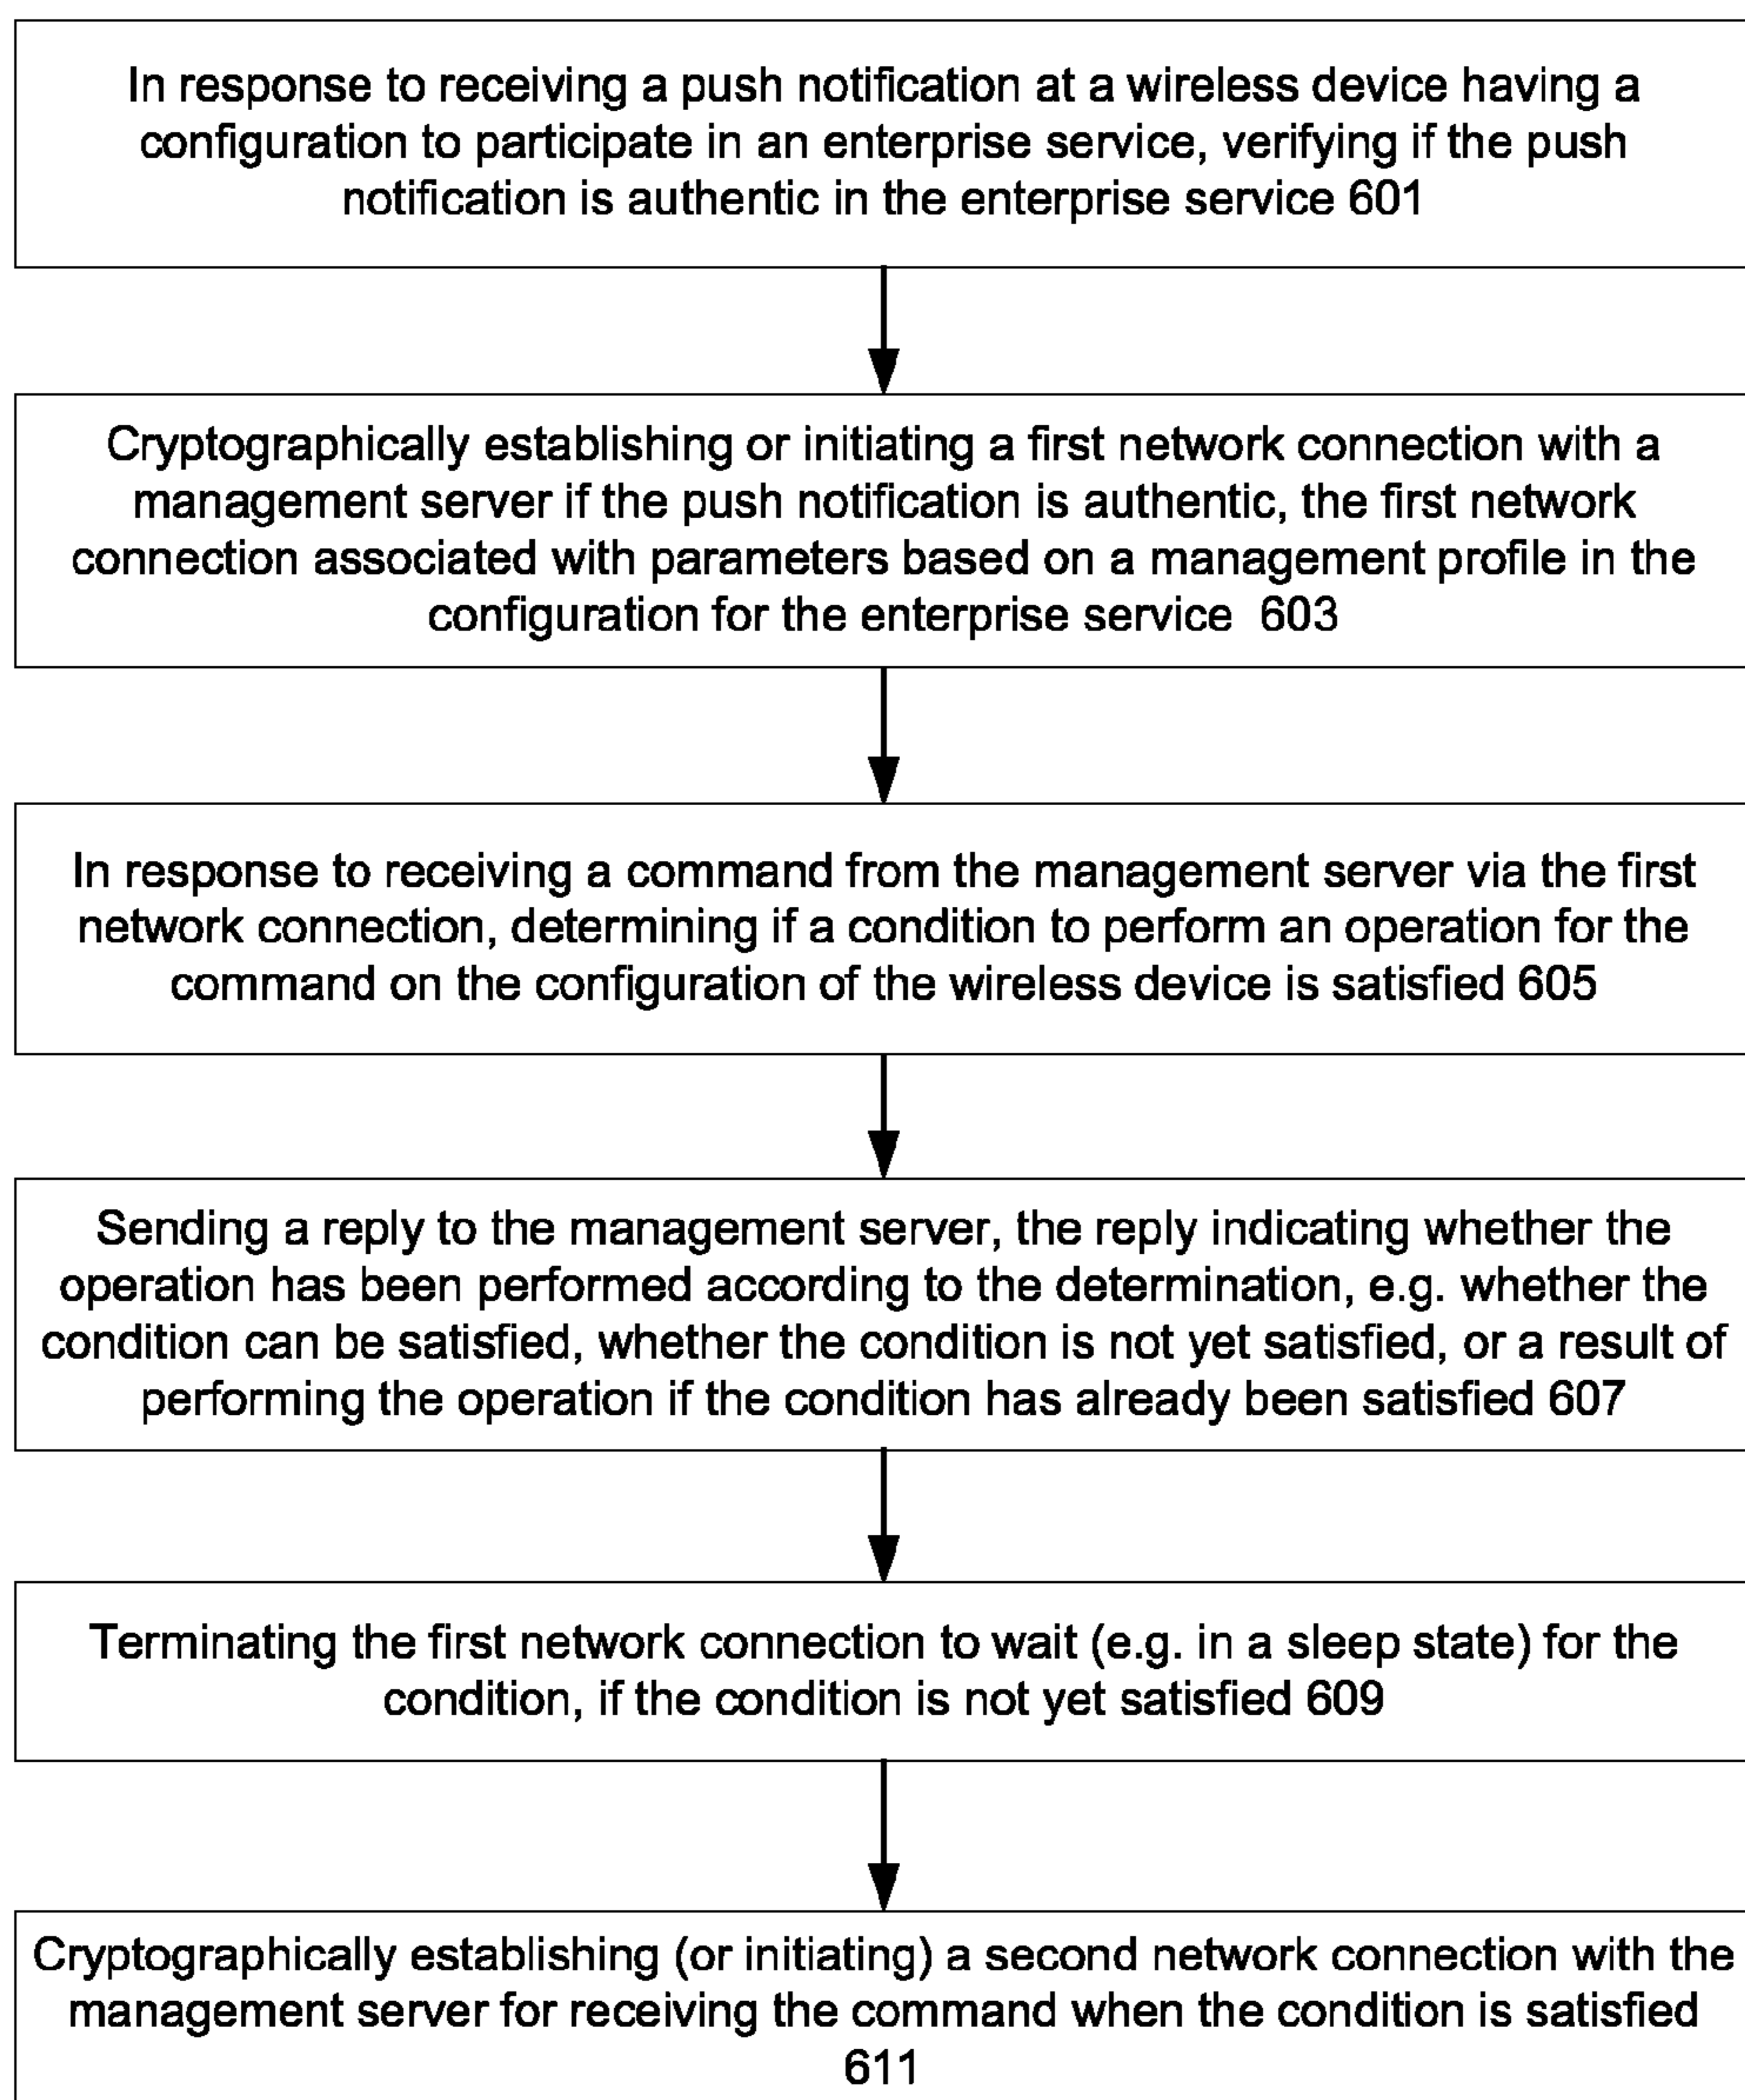 In response to receiving a push notification at a wireless device having a
configuration to participate in an enterprise service, verifying if the push
notification is authentic in the enterprise service 601
Cryptographically establishing or initiating a first network connection with a
management server if the push notification is authentic, the first network
connection associated with parameters based on a management profile in the
configuration for the enterprise service 603
In response to receiving a command from the management server via the first
network connection, determining if a condition to perform an operation for the
command on the configuration of the wireless device is satisfied 605
Sending a reply to the management server, the reply indicating whether the
operation has been performed according to the determination, e.g. whether the
condition can be satisfied, whether the condition is not yet satisfied, or a result of
performing the operation if the condition has already been satisfied 607
Terminating the first network connection to wait (e.g. in a sleep state) for the
condition, if the condition is not yet satisfied 609
Cryptographically establishing (or initiating) a second network connection with the
management server for receiving the command when the condition is satisfied
611